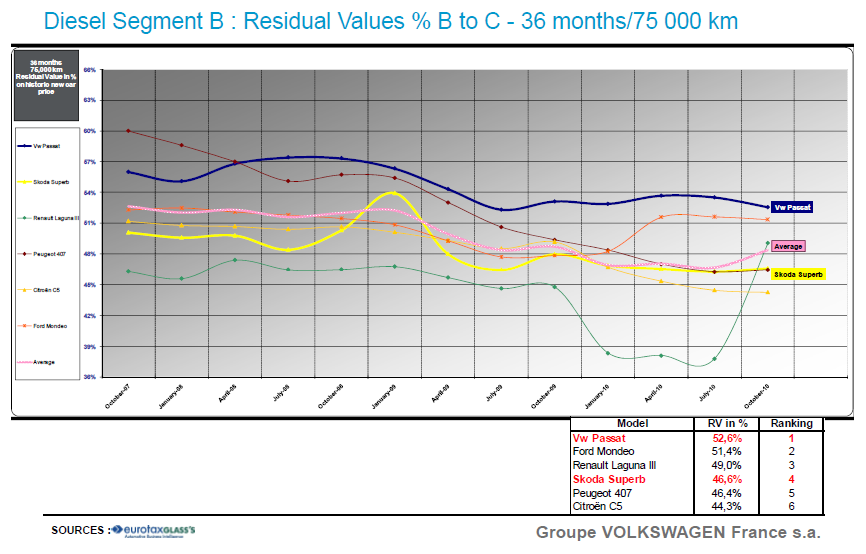 Diesel Segment B : Residual Values % B to C - 36 months/75 000 km
36 months
75,000 km
Residual Value in %
on historic new car
price
66%
63%
60%
57%
54%
51%
48%
45%
42%
39%
36%
Vw Passat
Skoda Superb
Renault Laguna III
Peugeot 407
Citroën C5
Ford Mondeo
Average
Vw Passat
Average
Skoda Superb
October-07
January-08
April-08
July-08
October-08
January-09
April-09
July-09
October-09
January-10
April-10
July-10
October-10
Model RV in % Ranking
Vw Passat 52,6% 1
Ford Mondeo 51,4% 2
Renault Laguna III 49,0% 3
Skoda Superb 46,6% 4
Peugeot 407 46,4% 5
Citroën C5 44,3% 6
SOURCES : eurotaxGLASS'S
Automotive Business Intelligence
Groupe VOLKSWAGEN France s.a.